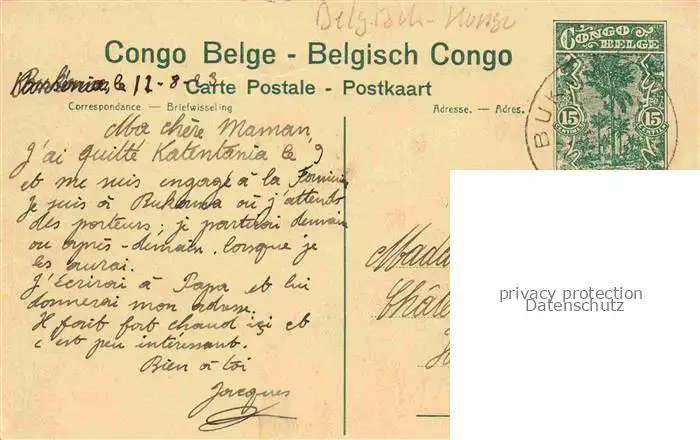 Belgisch-Kongo
CONGO
BELGE
Congo Belge - Belgisch Congo
le 12-8-23
Carte Postale - Postkaart
Correspondance — Briefwisseling
Adresse. — Adres.
15
15
BUK
Ma chère Maman,
J'ai quitté Katentania le 9
et me suis engagé à la Forminière
Je suis à Bukama où j'attends
des porteurs; je partirai demain
ou après-demain, lorsque je
les aurai.
J'écrirai à Papa et lui
donnerai mon adresse.
Il fait fort chaud ici et
c'est peu intéressant.
Bien à toi
Jacques
Mada
Châte
privacy protection
Datenschutz